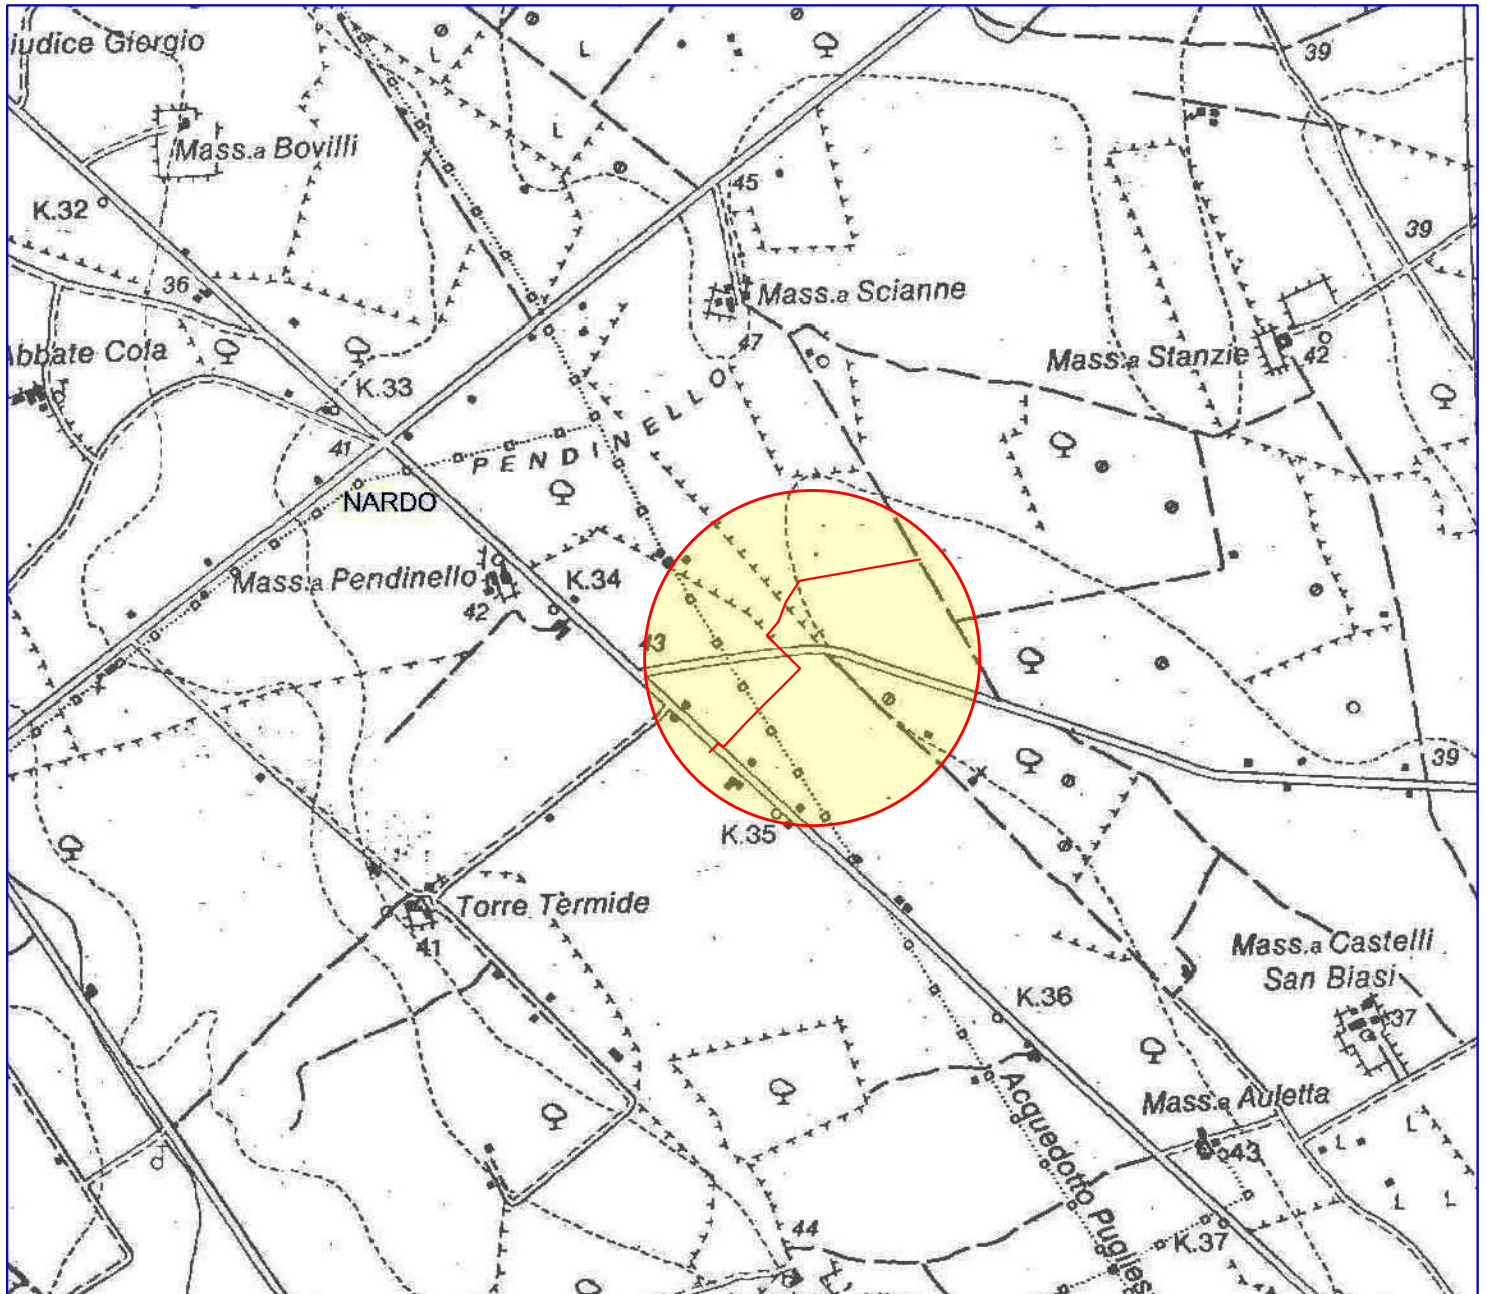 iudice Giorgio
39
L
L
L
Mass.a Bovilli
45
K.32
39
36
Mass.a Scianne
47
Abbate Cola
Mass.a Stanzie
42
K.33
41
PENDINELLO
NARDO
Mass.a Pendinello
42
K.34
43
39
K.35
Torre Termide
41
Mass.a Castelli
San Biasi
37
K.36
Mass.e Auletta
43
Acquedotto Pugliese
L
L
L
L
44
K.37